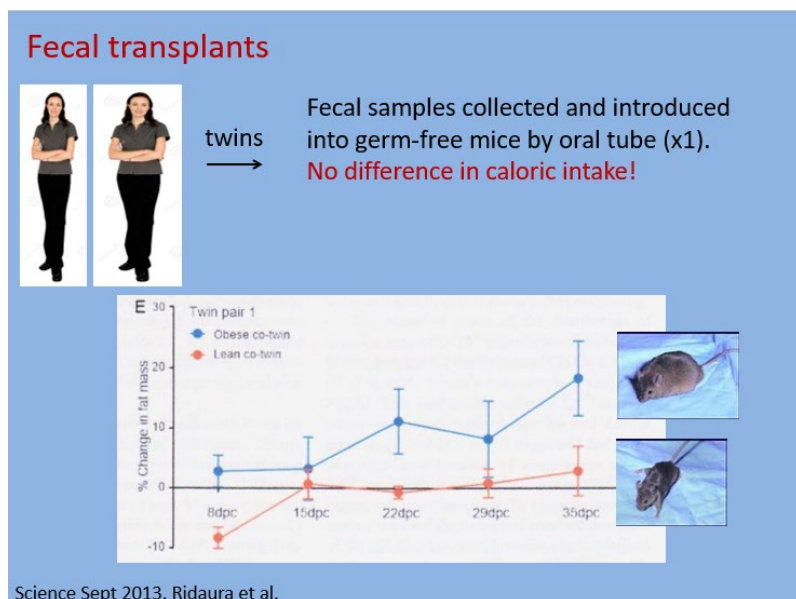 Fecal transplants
twins
Fecal samples collected and introduced
into germ-free mice by oral tube (x1).
No difference in caloric intake!
E
Twin pair 1
Obese co-twin
Lean co-twin
% Change in fat mass
30
20
10
0
-10
8dpc
15dpc
22dpc
29dpc
35dpc
Science Sept 2013, Ridaura et al.